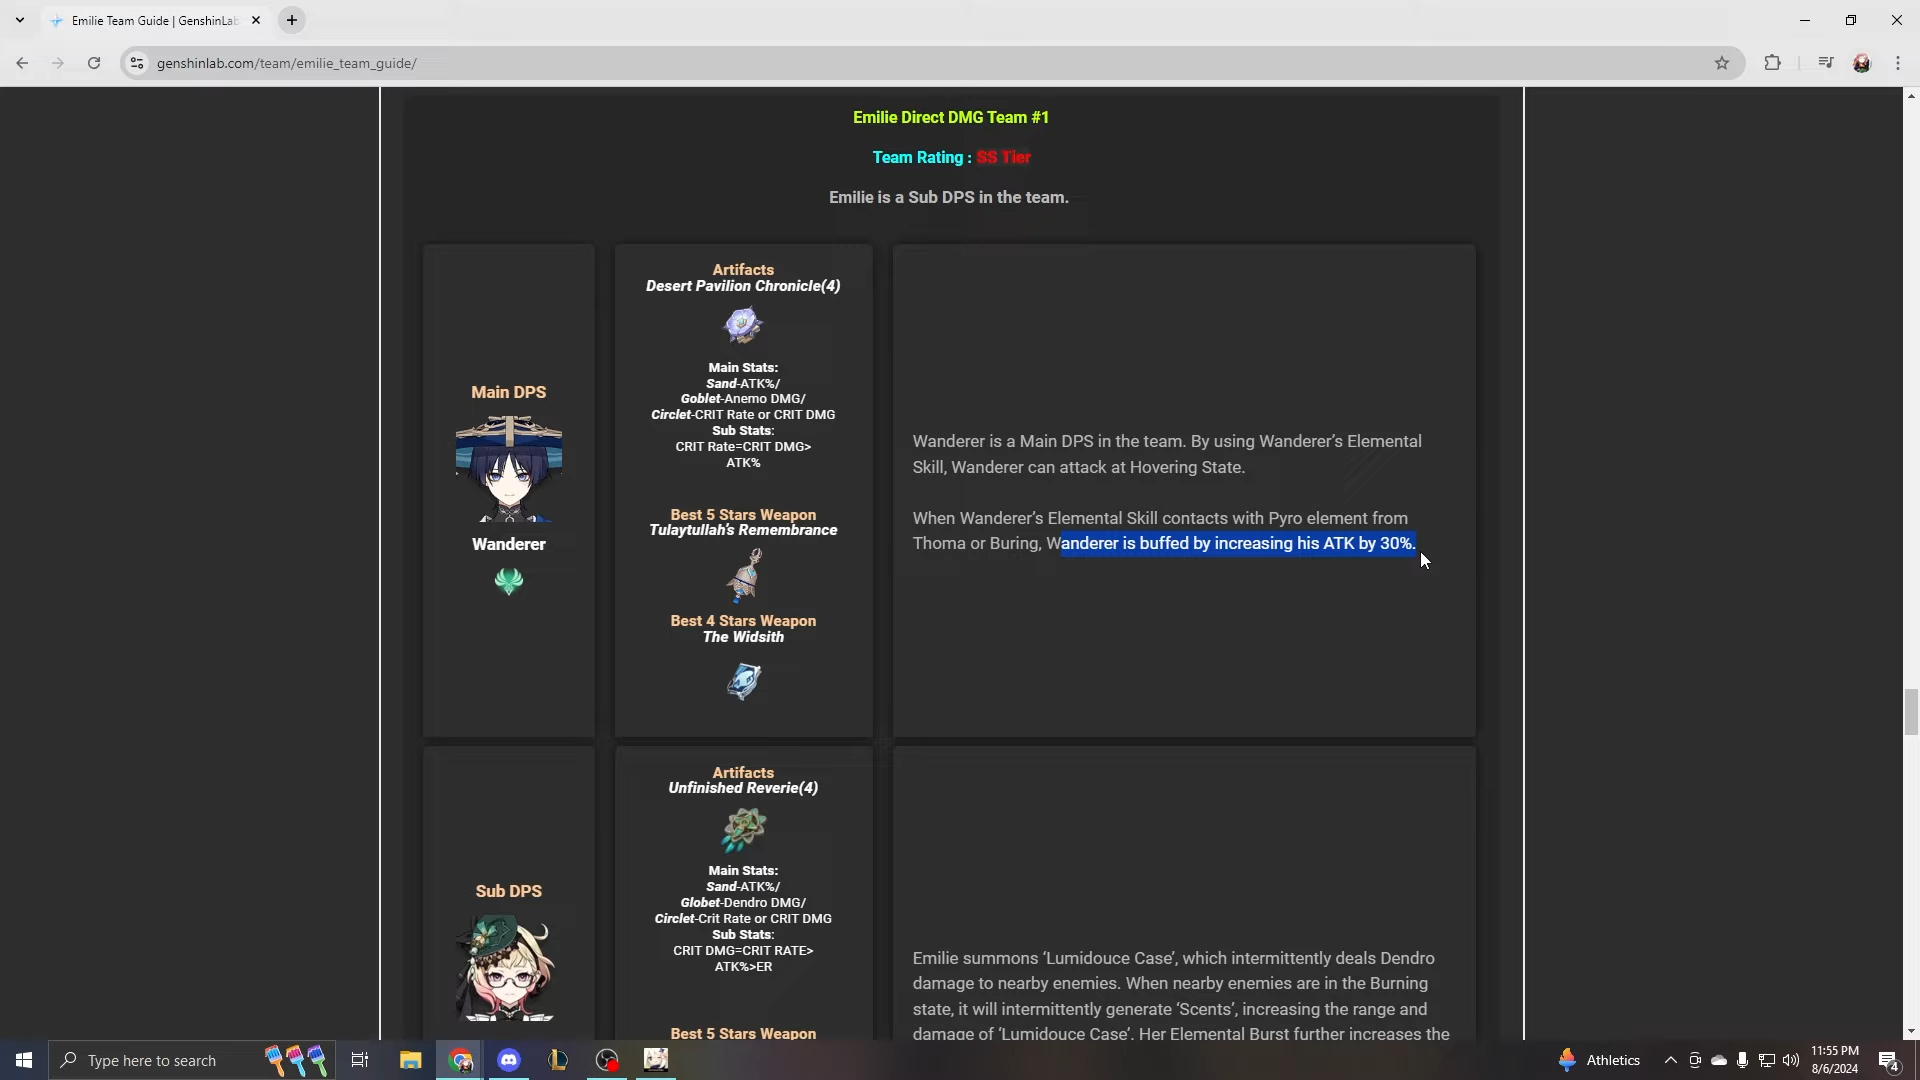 Emilie Team Guide | GenshinLab
genshinlab.com/team/emilie_team_guide/
Emilie Direct DMG Team #1
Team Rating : SS Tier
Emilie is a Sub DPS in the team.
Main DPS
Wanderer
Artifacts
Desert Pavilion Chronicle(4)
Main Stats:
Sand-ATK%/
Goblet-Anemo DMG/
Circlet-CRIT Rate or CRIT DMG
Sub Stats:
CRIT Rate=CRIT DMG>
ATK%
Best 5 Stars Weapon
Tulaytullah's Remembrance
Best 4 Stars Weapon
The Widsith
Wanderer is a Main DPS in the team. By using Wanderer's Elemental
Skill, Wanderer can attack at Hovering State.
When Wanderer's Elemental Skill contacts with Pyro element from
Thoma or Buring, Wanderer is buffed by increasing his ATK by 30%.
Sub DPS
Artifacts
Unfinished Reverie(4)
Main Stats:
Sand-ATK%/
Globet-Dendro DMG/
Circlet-Crit Rate or CRIT DMG
Sub Stats:
CRIT DMG=CRIT RATE>
ATK%>ER
Best 5 Stars Weapon
Emilie summons ‘Lumidouce Case’, which intermittently deals Dendro
damage to nearby enemies. When nearby enemies are in the Burning
state, it will intermittently generate ‘Scents’, increasing the range and
damage of ‘Lumidouce Case’. Her Elemental Burst further increases the
Type here to search
Athletics
11:55 PM
8/6/2024
4